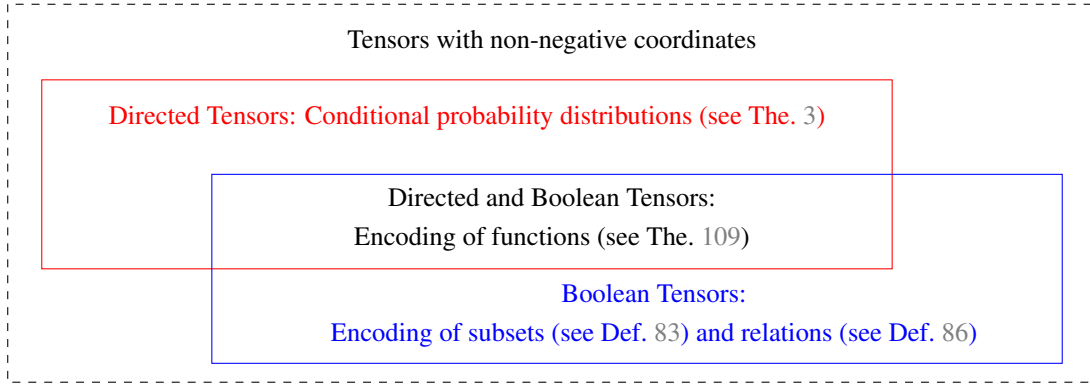 Tensors with non-negative coordinates
Directed Tensors: Conditional probability distributions (see The. 3)
Directed and Boolean Tensors:
Encoding of functions (see The. 109)
Boolean Tensors:
Encoding of subsets (see Def. 83) and relations (see Def. 86)